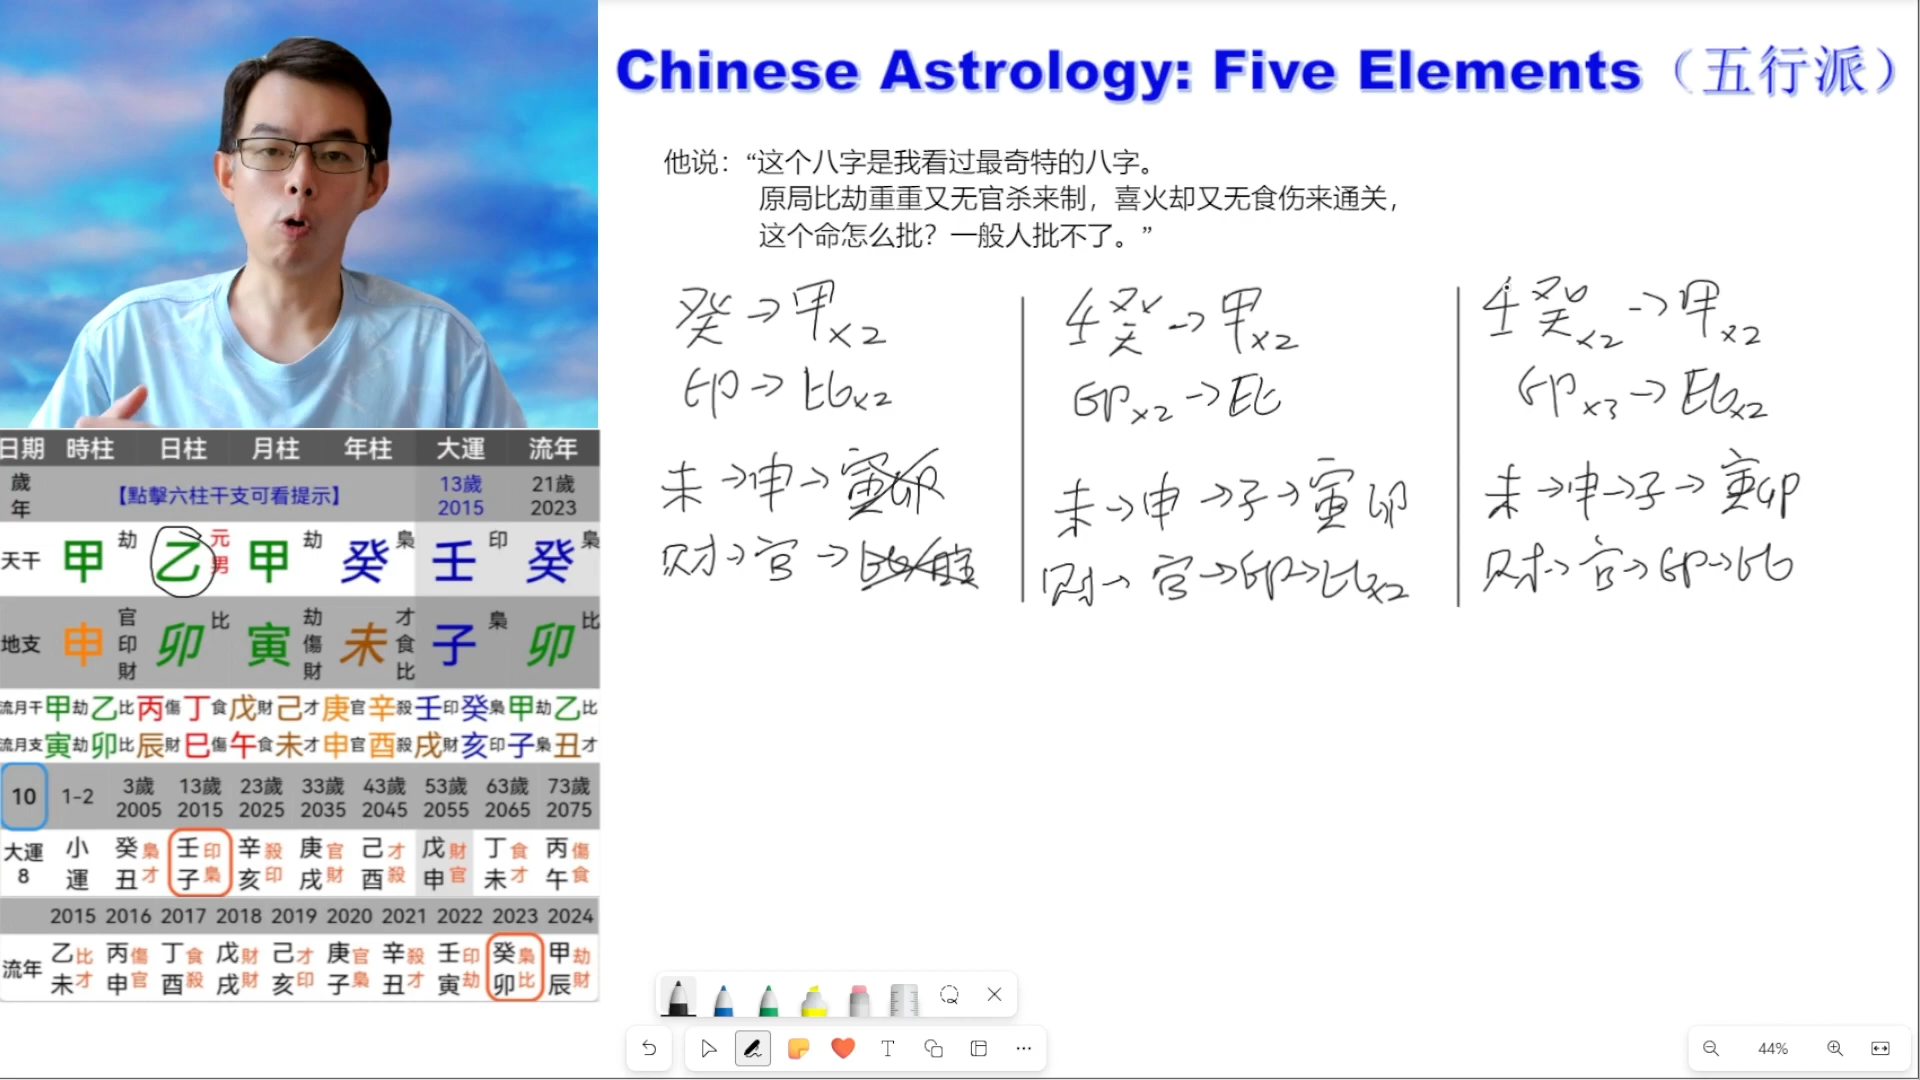 Chinese Astrology: Five Elements（五行派）
他说：“这个八字是我看过最奇特的八字。
原局比劫重重又无官杀来制，喜火却又无食伤来通关，
这个命怎么批？一般人批不了。”
癸→甲x2
印→比x2
未→申→寅卯
财→官→
壬癸→甲x2
印x2→比
未→申→子→寅卯
财→官→印→比x2
壬癸x2→甲x2
印x3→比x2
未→申→子→寅卯
财→官→印→比
日期 時柱 日柱 月柱 年柱 大運 流年
歲年 【點擊六柱干支可看提示】 13歲 2015 21歲 2023
天干 甲 劫 乙 元男 甲 劫 癸 梟 壬 印 癸 梟
地支 申 官印財 卯 比 寅 劫傷財 未 才食比 子 梟 卯 比
流月干 甲劫 乙比 丙傷 丁食 戊財 己才 庚官 辛殺 壬印 癸梟 甲劫 乙比
流月支 寅劫 卯比 辰財 巳傷 午食 未才 申官 酉殺 戌財 亥印 子梟 丑才
10 1-2 3歲 13歲 23歲 33歲 43歲 53歲 63歲 73歲
2005 2015 2025 2035 2045 2055 2065 2075
大運 小 癸梟 壬印 辛殺 庚官 己才 戊財 丁食 丙傷
8 運 丑才 子梟 亥印 戌財 酉殺 申官 未才 午食
2015 2016 2017 2018 2019 2020 2021 2022 2023 2024
流年 乙比 丙傷 丁食 戊財 己才 庚官 辛殺 壬印 癸梟 甲劫
未才 申官 酉殺 戌財 亥印 子梟 丑才 寅劫 卯比 辰財
T
44%